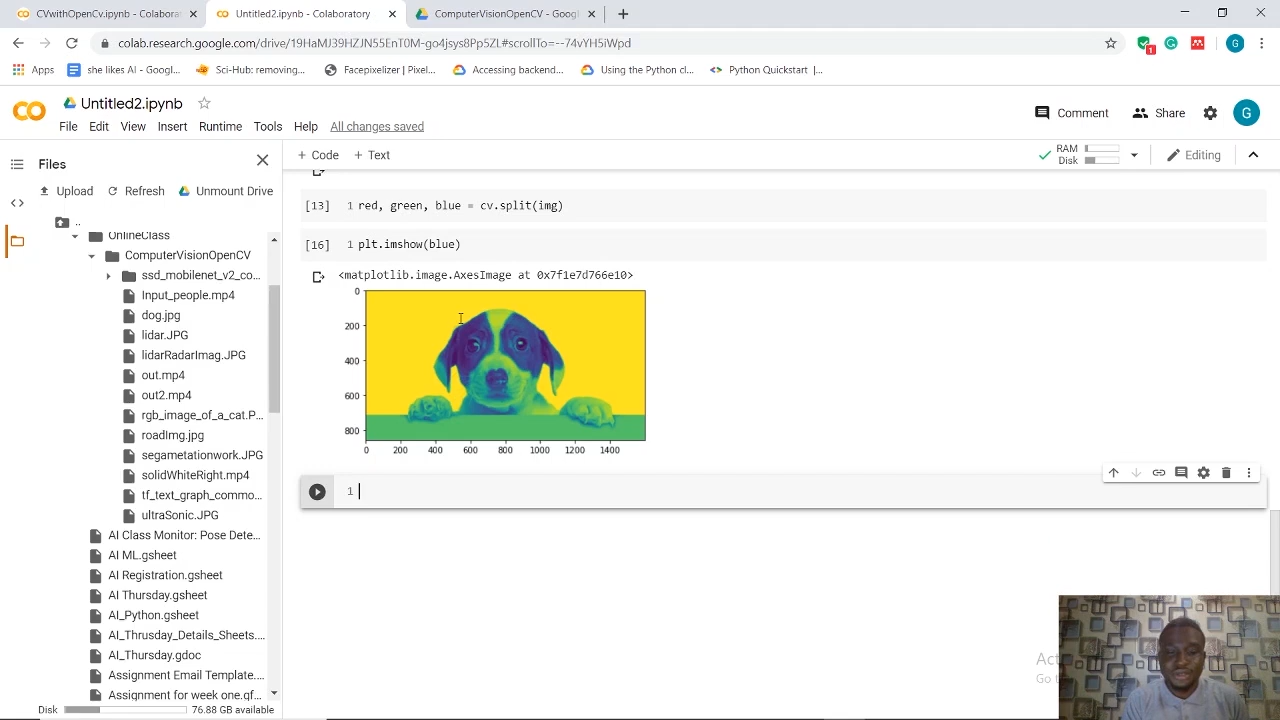 CVwithOpenCv.ipynb - Colaborat
Untitled2.ipynb - Colaboratory
ComputerVisionOpenCV - Googl
colab.research.google.com/drive/19HaMJ39HZJN55EnT0M-go4jsys8Pp5ZL#scrollTo=--74vYH5iWpd
1
G
Apps
she likes AI - Googl...
Sci-Hub: removing...
Facepixelizer | Pixel...
Accessing backend...
Using the Python cl...
Python Quickstart |...
Untitled2.ipynb
Comment
Share
G
File Edit View Insert Runtime Tools Help All changes saved
Files
+ Code + Text
RAM
Disk
Editing
Upload Refresh Unmount Drive
..
OnlineClass
ComputerVisionOpenCV
ssd_mobilenet_v2_co...
Input_people.mp4
dog.jpg
lidar.JPG
lidarRadarImag.JPG
out.mp4
out2.mp4
rgb_image_of_a_cat.P...
roadImg.jpg
segametationwork.JPG
solidWhiteRight.mp4
tf_text_graph_commo...
ultraSonic.JPG
AI Class Monitor: Pose Dete...
AI ML.gsheet
AI Registration.gsheet
AI Thursday.gsheet
AI_Python.gsheet
AI_Thrusday_Details_Sheets....
AI_Thursday.gdoc
Assignment Email Template....
Assignment for week one.gf...
Disk 76.88 GB available
[13] 1 red, green, blue = cv.split(img)
[16] 1 plt.imshow(blue)
<matplotlib.image.AxesImage at 0x7f1e7d766e10>
0
200
400
600
800
0 200 400 600 800 1000 1200 1400
1
Act
Go t